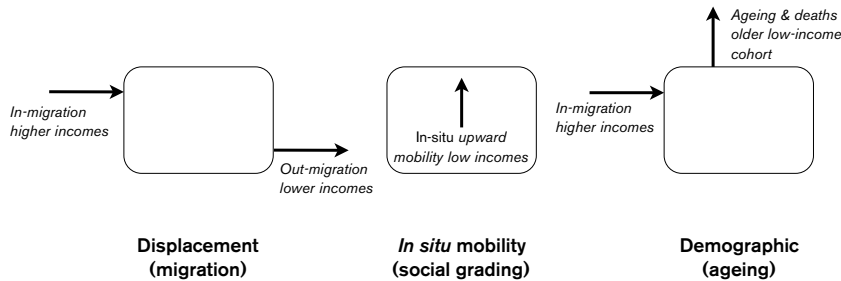 In-migration
higher incomes
Out-migration
lower incomes
Displacement
(migration)
In-situ upward
mobility low incomes
In situ mobility
(social grading)
Ageing & deaths
older low-income
cohort
In-migration
higher incomes
Demographic
(ageing)